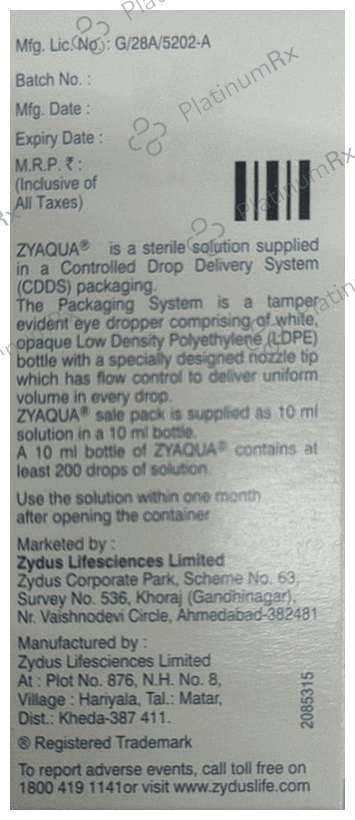 Mfg. Lic. No. : G/28A/5202-A
Batch No. :
Mfg. Date :
Expiry Date :
M.R.P. ₹ :
(Inclusive of
All Taxes)
ZYAQUA® is a sterile solution supplied
in a Controlled Drop Delivery System
(CDDS) packaging.
The Packaging System is a tamper
evident eye dropper comprising of white,
opaque Low Density Polyethylene (LDPE)
bottle with a specially designed nozzle tip
which has flow control to deliver uniform
volume in every drop.
ZYAQUA® sale pack is supplied as 10 ml
solution in a 10 ml bottle.
A 10 ml bottle of ZYAQUA® contains at
least 200 drops of solution.
Use the solution within one month
after opening the container
Marketed by :
Zydus Lifesciences Limited
Zydus Corporate Park, Scheme No. 63,
Survey No. 536, Khoraj (Gandhinagar),
Nr. Vaishnodevi Circle, Ahmedabad-382481
Manufactured by :
Zydus Lifesciences Limited
At : Plot No. 876, N.H. No. 8,
Village : Hariyala, Tal.: Matar,
Dist.: Kheda-387 411.
2085315
® Registered Trademark
To report adverse events, call toll free on
1800 419 1141or visit www.zyduslife.com
PlatinumRx
PlatinumRx
PlatinumRx